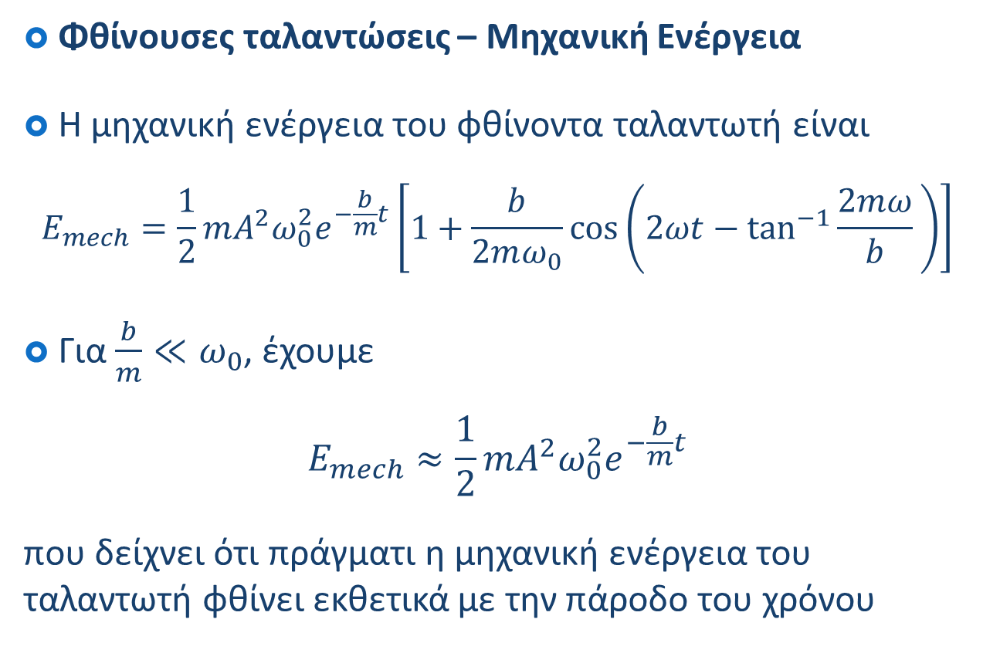 Φθίνουσες ταλαντώσεις – Μηχανική Ενέργεια
Η μηχανική ενέργεια του φθίνοντα ταλαντωτή είναι
$E_{mech} = \frac{1}{2} m A^2 \omega_0^2 e^{-\frac{b}{m}t} \left[ 1 + \frac{b}{2m\omega_0} \cos \left( 2\omega t - \tan^{-1} \frac{2m\omega}{b} \right) \right]$
Για $\frac{b}{m} \ll \omega_0$, έχουμε
$E_{mech} \approx \frac{1}{2} m A^2 \omega_0^2 e^{-\frac{b}{m}t}$
που δείχνει ότι πράγματι η μηχανική ενέργεια του
ταλαντωτή φθίνει εκθετικά με την πάροδο του χρόνου